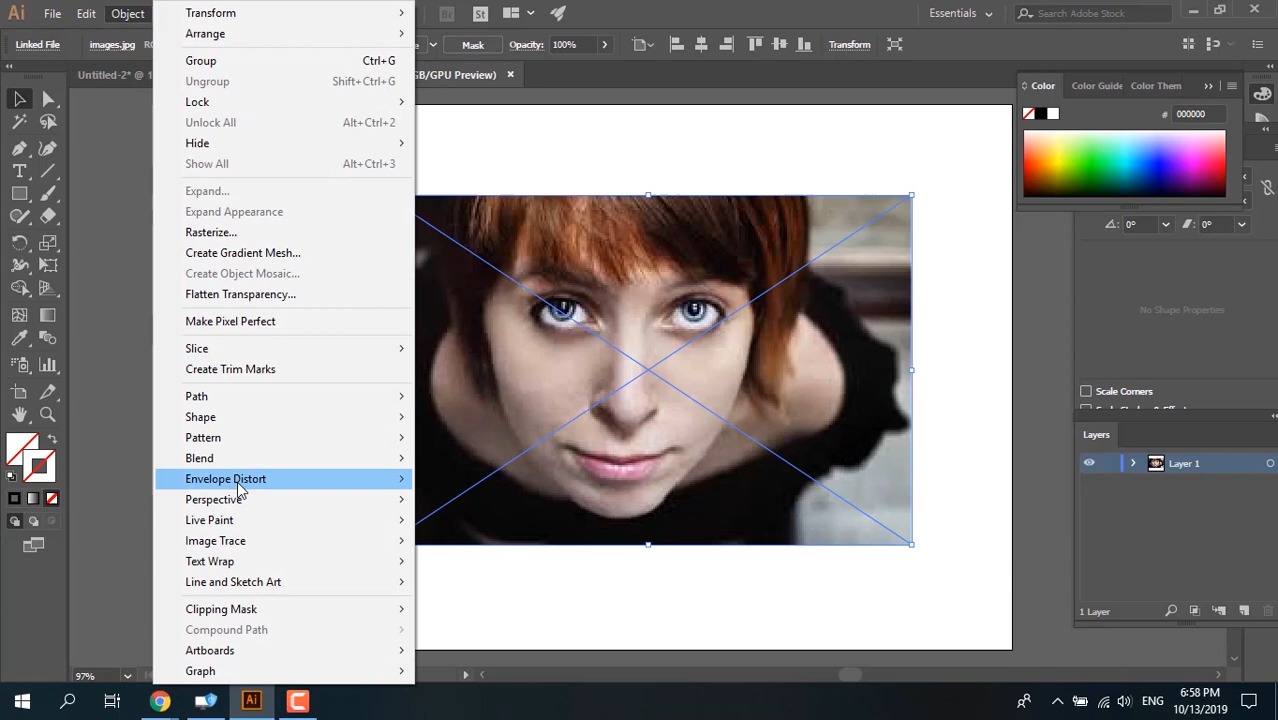 Ai File Edit Object Br St Essentials Search Adobe Stock
Linked File images.jpg Mask Opacity: 100% Transform
Untitled-2* @ 1 GB/GPU Preview)
Transform
Arrange
Group Ctrl+G
Ungroup Shift+Ctrl+G
Lock
Unlock All Alt+Ctrl+2
Hide
Show All Alt+Ctrl+3
Expand...
Expand Appearance
Rasterize...
Create Gradient Mesh...
Create Object Mosaic...
Flatten Transparency...
Make Pixel Perfect
Slice
Create Trim Marks
Path
Shape
Pattern
Blend
Envelope Distort
Perspective
Live Paint
Image Trace
Text Wrap
Line and Sketch Art
Clipping Mask
Compound Path
Artboards
Graph
Color Color Guide Color Them
# 000000
0° 0°
No Shape Properties
Scale Corners
Layers
Layer 1
1 Layer
97%
Ai ENG 6:58 PM
10/13/2019